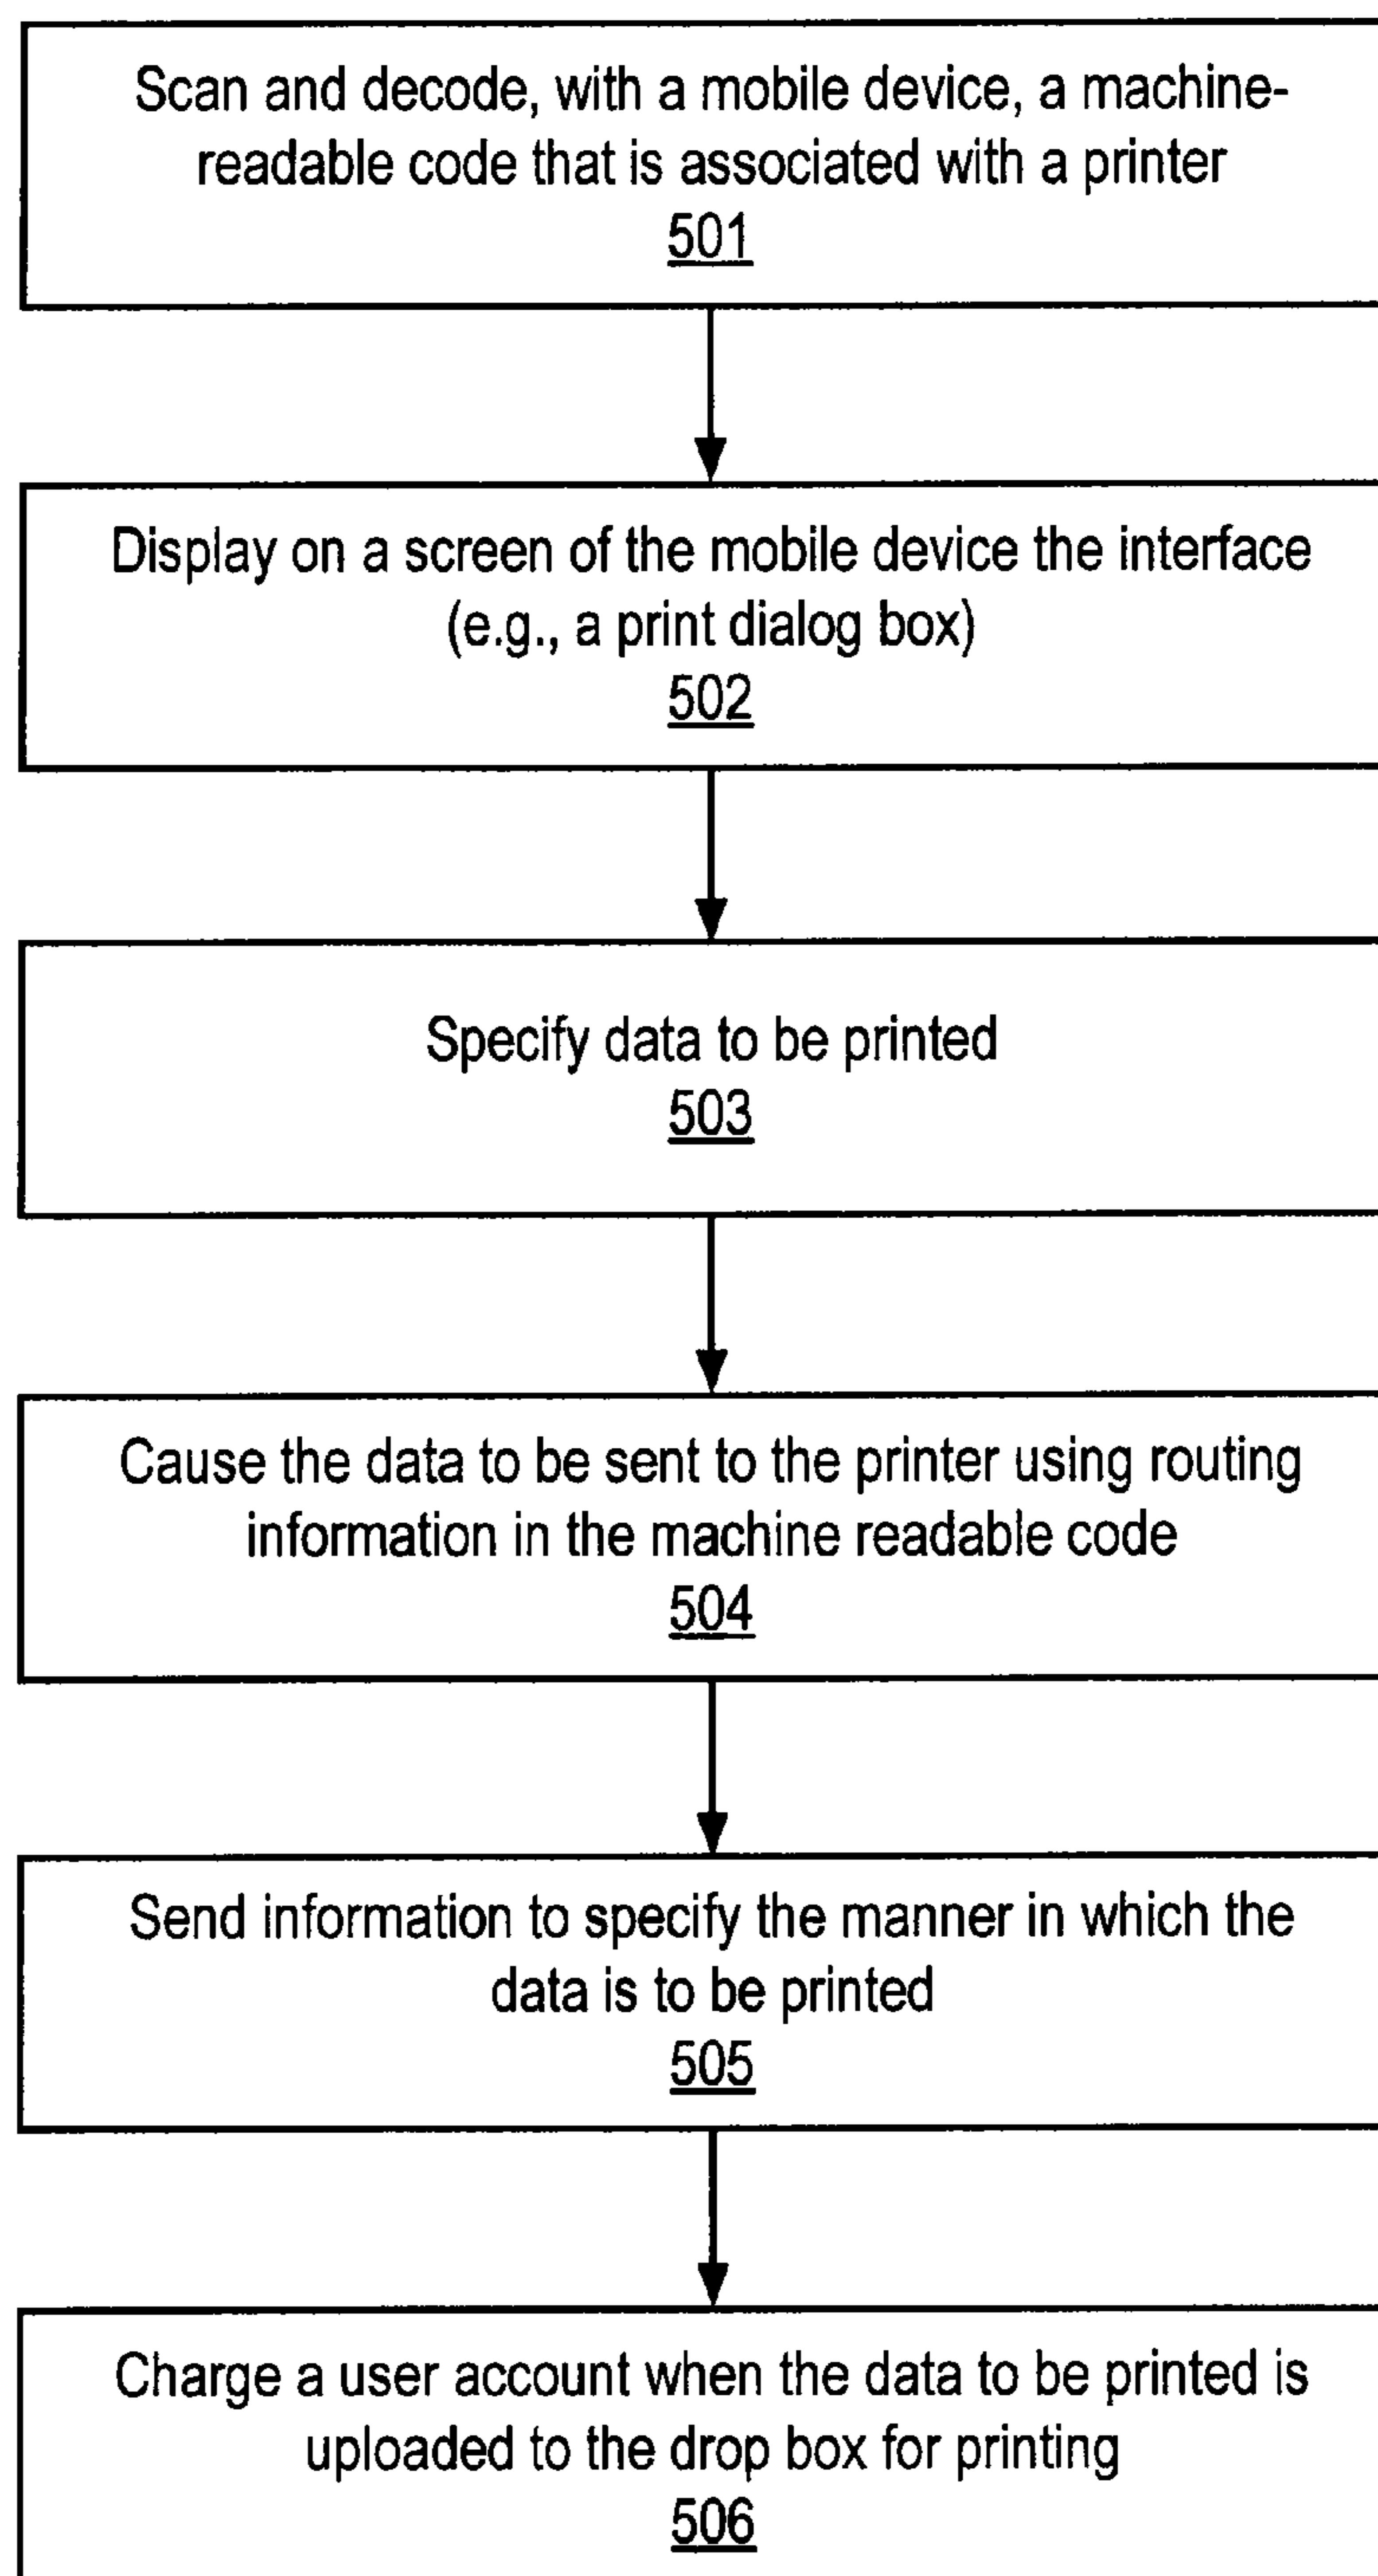 Scan and decode, with a mobile device, a machine-
readable code that is associated with a printer
501
Display on a screen of the mobile device the interface
(e.g., a print dialog box)
502
Specify data to be printed
503
Cause the data to be sent to the printer using routing
information in the machine readable code
504
Send information to specify the manner in which the
data is to be printed
505
Charge a user account when the data to be printed is
uploaded to the drop box for printing
506